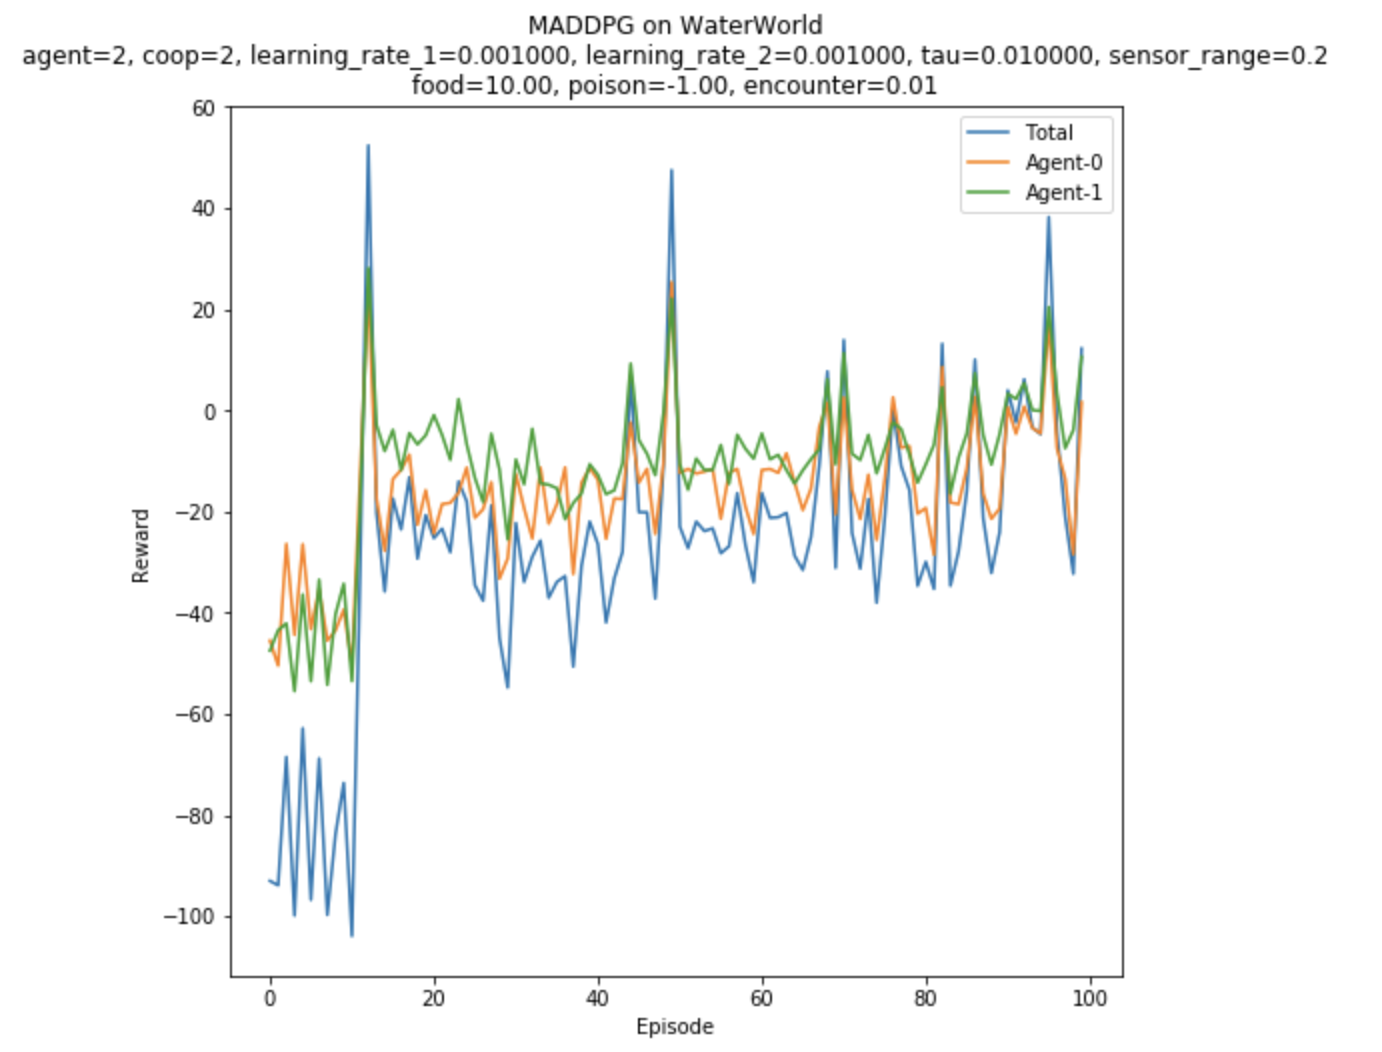 MADDPG on WaterWorld
agent=2, coop=2, learning_rate_1=0.001000, learning_rate_2=0.001000, tau=0.010000, sensor_range=0.2
food=10.00, poison=-1.00, encounter=0.01
60
40
20
0
−20
−40
−60
−80
−100
Reward
Total
Agent-0
Agent-1
0
20
40
60
80
100
Episode